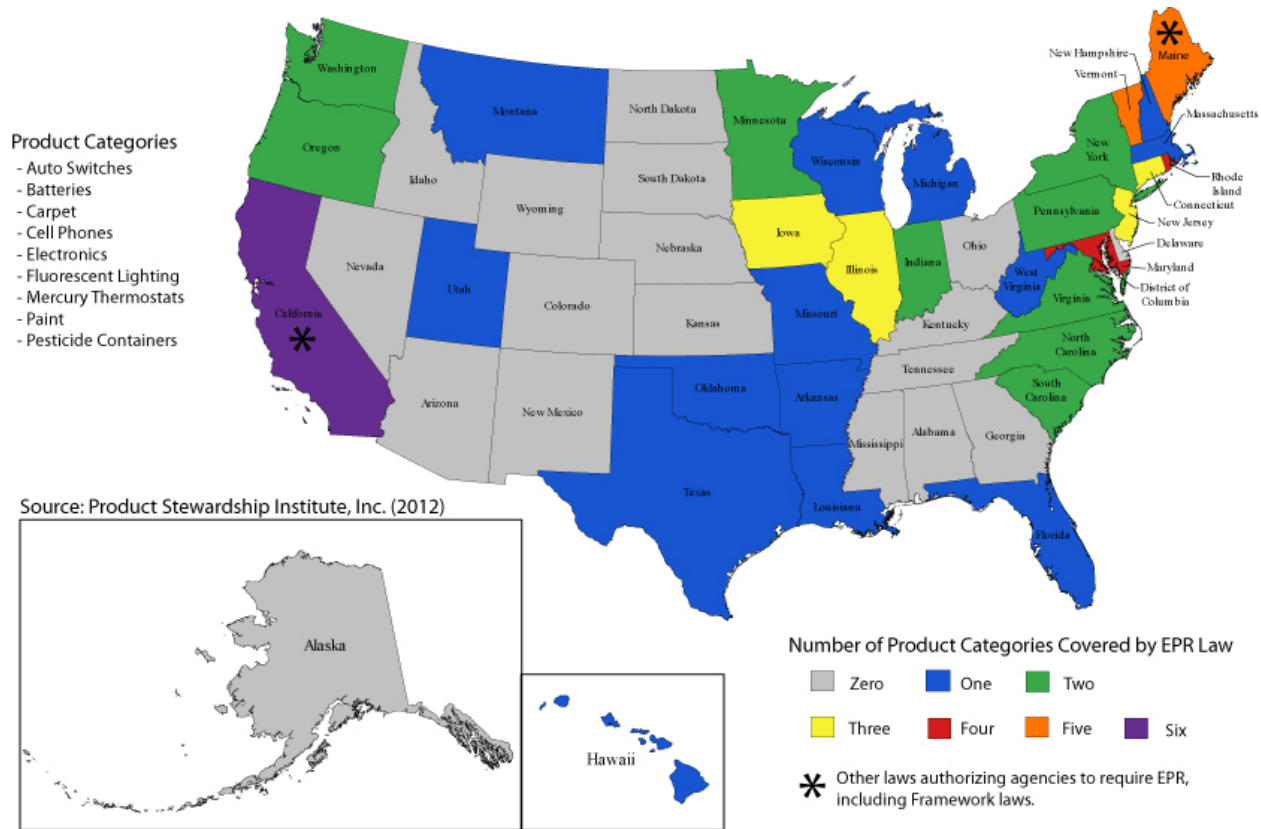 New Hampshire
Vermont
Maine
Massachusetts
Washington
Montana
North Dakota
Minnesota
Oregon
Idaho
Wyoming
South Dakota
Wisconsin
Michigan
New
York
Rhode
Island
Connecticut
Pennsylvania
New Jersey
Delaware
Maryland
District of
Columbia
Iowa
Nebraska
Illinois
Indiana
Ohio
West
Virginia
Virginia
Nevada
Utah
Colorado
Kansas
Missouri
Kentucky
California
North
Carolina
Tennessee
South
Carolina
Arizona
New Mexico
Oklahoma
Arkansas
Mississippi
Alabama
Georgia
Texas
Louisiana
Florida
Product Categories
- Auto Switches
- Batteries
- Carpet
- Cell Phones
- Electronics
- Fluorescent Lighting
- Mercury Thermostats
- Paint
- Pesticide Containers
Source: Product Stewardship Institute, Inc. (2012)
Alaska
Hawaii
Number of Product Categories Covered by EPR Law
Zero One Two
Three Four Five Six
* Other laws authorizing agencies to require EPR,
including Framework laws.